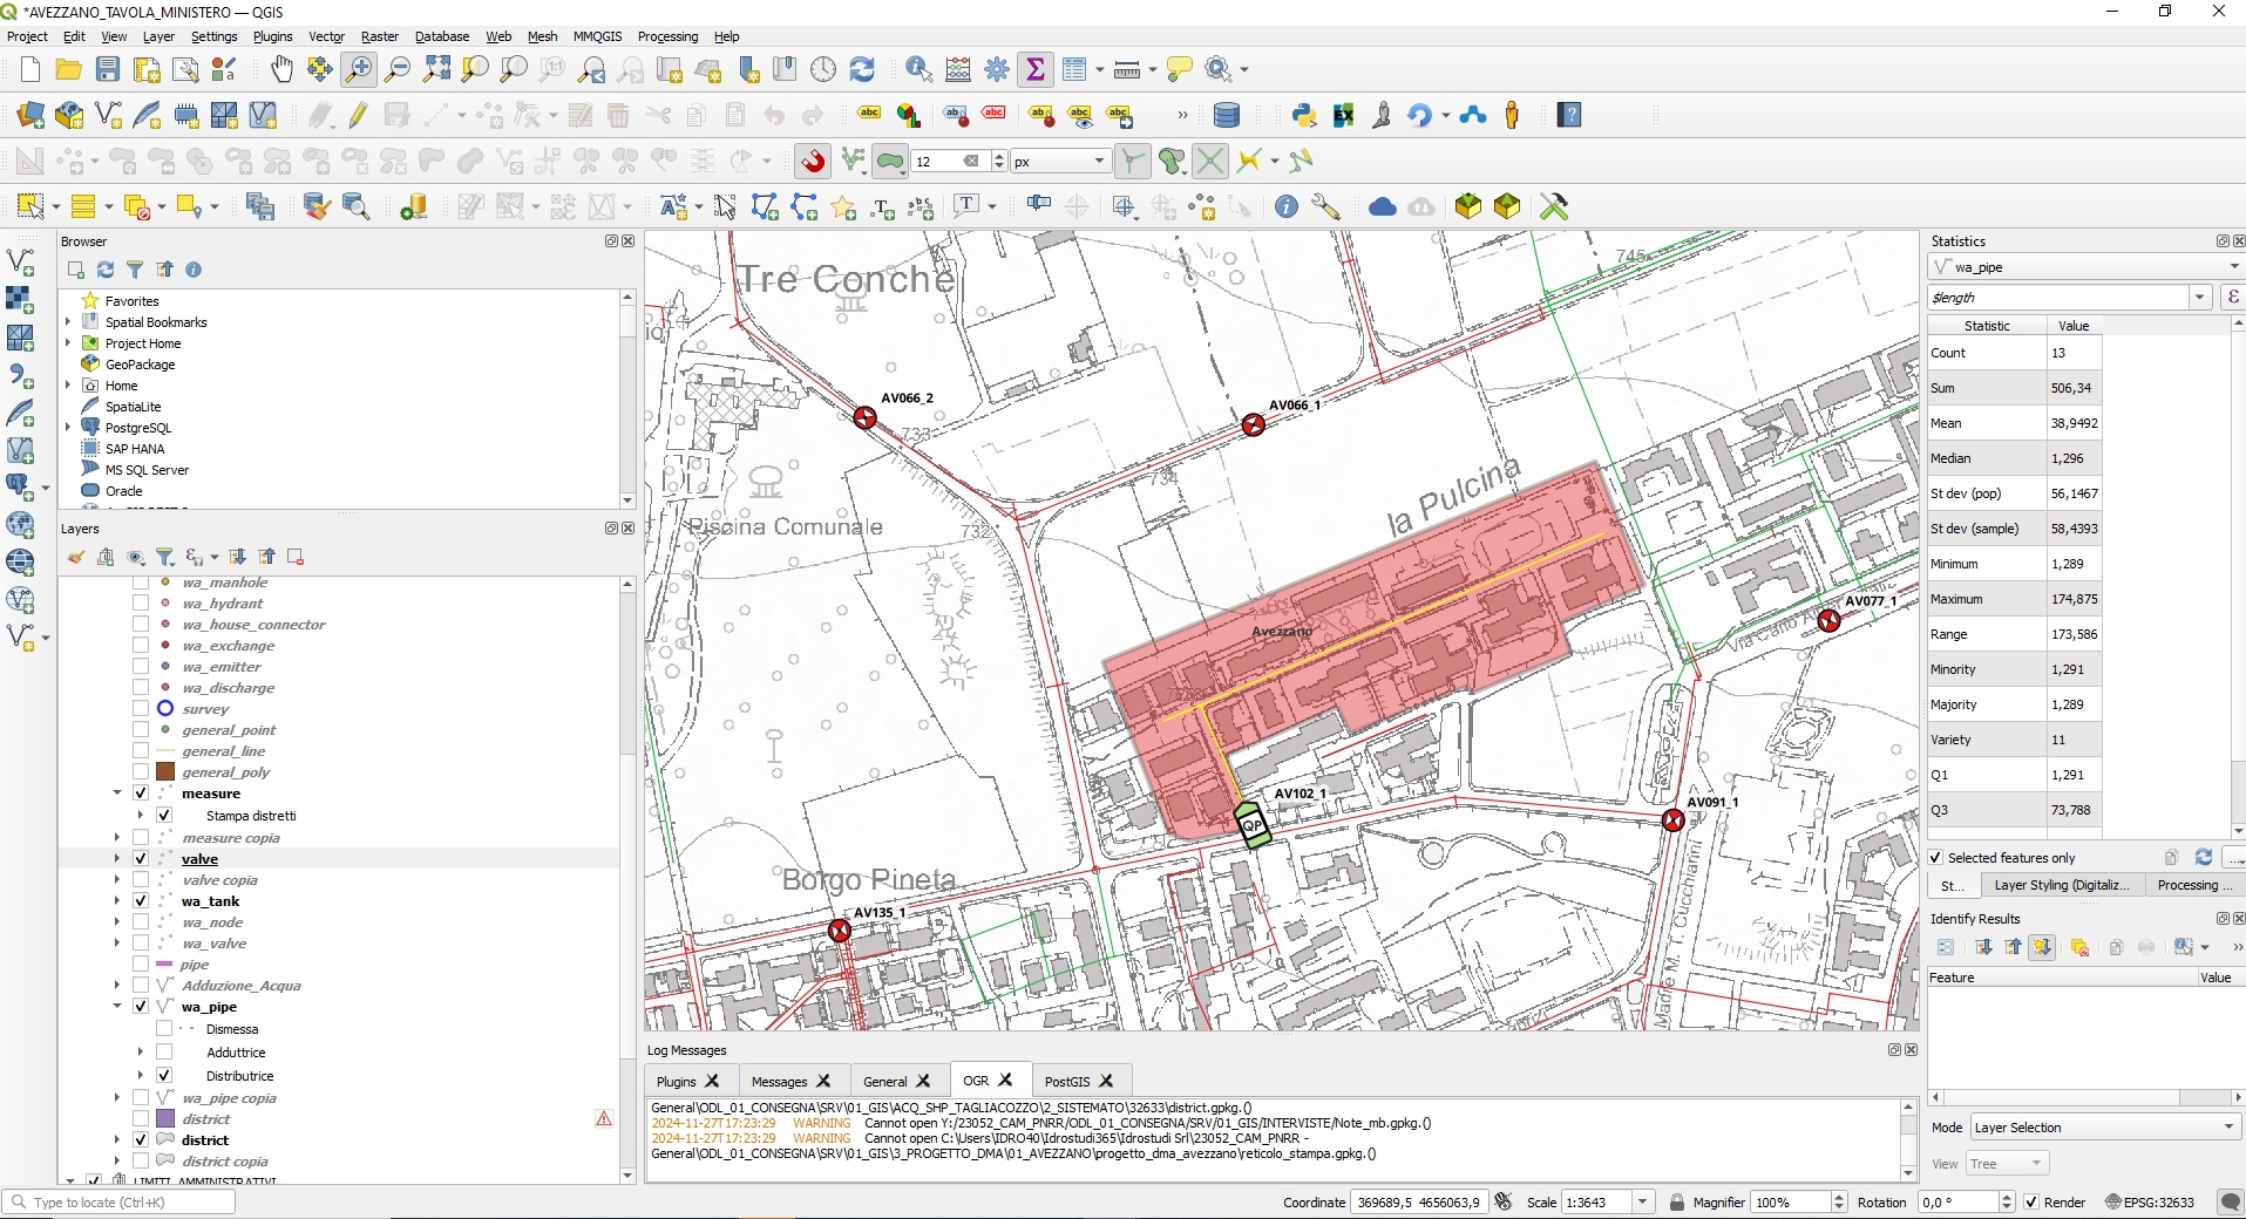 *AVEZZANO_TAVOLA_MINISTERO — QGIS
Project Edit View Layer Settings Plugins Vector Raster Database Web Mesh MMQGIS Processing Help
12 px
Browser
Favorites
Spatial Bookmarks
Project Home
GeoPackage
Home
SpatiaLite
PostgreSQL
SAP HANA
MS SQL Server
Oracle
Layers
wa_manhole
wa_hydrant
wa_house_connector
wa_exchange
wa_emitter
wa_discharge
survey
general_point
general_line
general_poly
measure
Stampa distretti
measure copia
valve
valve copia
wa_tank
wa_node
wa_valve
pipe
Adduzione_Acqua
wa_pipe
Dismessa
Adduttrice
Distributrice
wa_pipe copia
district
district
district copia
LIMITI_AMMINISTRATIVI
Type to locate (Ctrl+K)
Tre Conche
745
AV066_2
AV066_1
733
734
la Pulcina
Piscina Comunale
732
Avezzano
AV077_1
AV102_1
QP
AV091_1
Borgo Pineta
AV135_1
Madre M. T. Cucchiarini
Log Messages
Plugins Messages General OGR PostGIS
General\ODL_01_CONSEGNA\SRV\01_GIS\ACQ_SHP_TAGLIACOZZO\2_SISTEMATO\32633\district.gpkg.()
2024-11-27T17:23:29 WARNING Cannot open Y:/23052_CAM_PNRR/ODL_01_CONSEGNA/SRV/01_GIS/INTERVISTE/Note_mb.gpkg.()
2024-11-27T17:23:29 WARNING Cannot open C:\Users\IDRO40\Idrostudi365\Idrostudi Srl\23052_CAM_PNRR -
General\ODL_01_CONSEGNA\SRV\01_GIS\3_PROGETTO_DMA\01_AVEZZANO\progetto_dma_avezzano\reticolo_stampa.gpkg.()
Statistics
wa_pipe
$length
Statistic Value
Count 13
Sum 506,34
Mean 38,9492
Median 1,296
St dev (pop) 56,1467
St dev (sample) 58,4393
Minimum 1,289
Maximum 174,875
Range 173,586
Minority 1,291
Majority 1,289
Variety 11
Q1 1,291
Q3 73,788
Selected features only
St... Layer Styling (Digitaliz... Processing ...
Identify Results
Feature Value
Mode Layer Selection
View Tree
Coordinate 369689,5 4656063,9 Scale 1:3643 Magnifier 100% Rotation 0,0 ° Render EPSG:32633